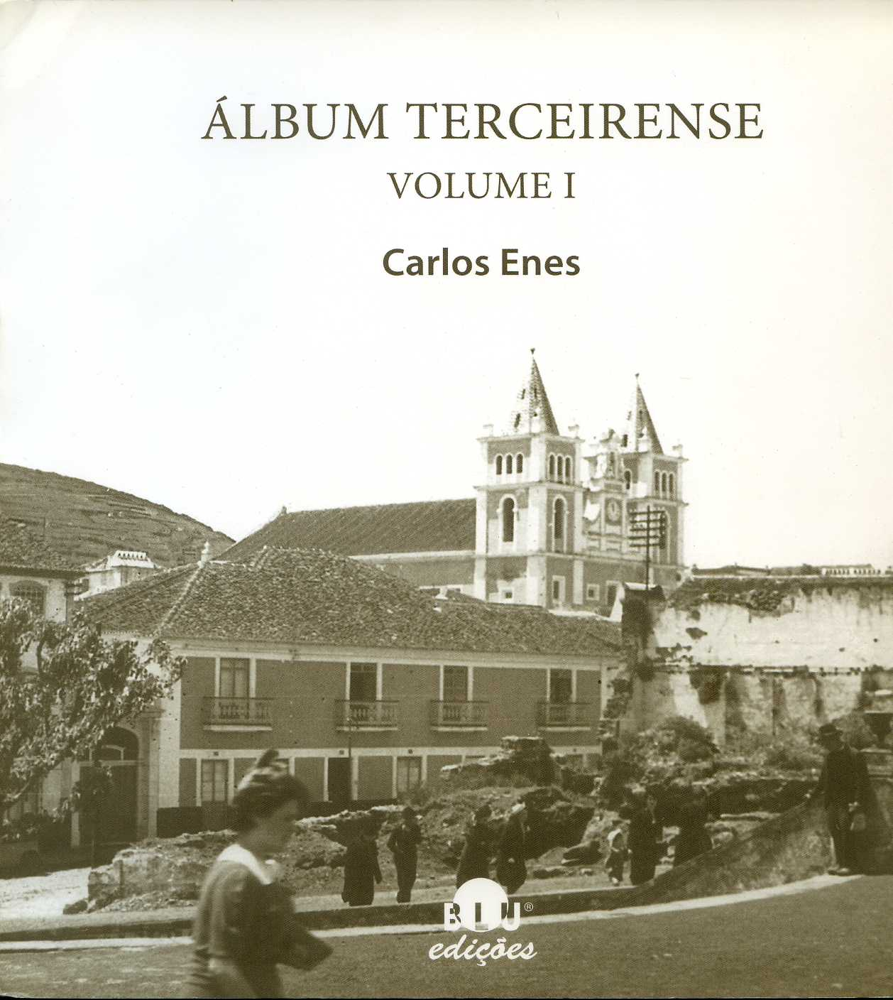 ÁLBUM TERCEIRENSE
VOLUME I
Carlos Enes
BLU®
edições